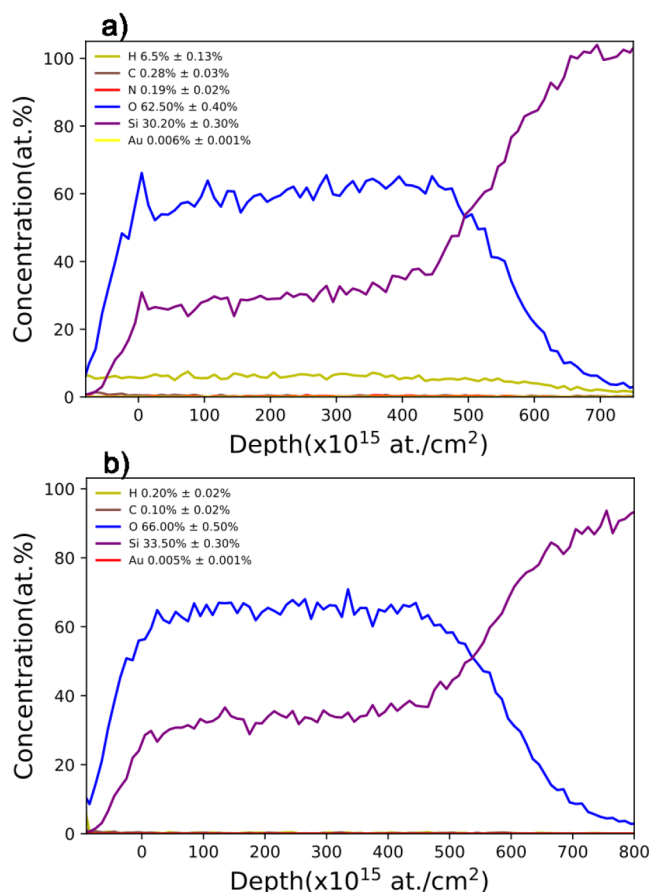 a)
H 6.5% ± 0.13%
C 0.28% ± 0.03%
N 0.19% ± 0.02%
O 62.50% ± 0.40%
Si 30.20% ± 0.30%
Au 0.006% ± 0.001%
Concentration(at.%)
100
80
60
40
20
0
0 100 200 300 400 500 600 700
Depth(x10¹⁵ at./cm²)
b)
H 0.20% ± 0.02%
C 0.10% ± 0.02%
O 66.00% ± 0.50%
Si 33.50% ± 0.30%
Au 0.005% ± 0.001%
Concentration(at.%)
100
80
60
40
20
0
0 100 200 300 400 500 600 700 800
Depth(x10¹⁵ at./cm²)